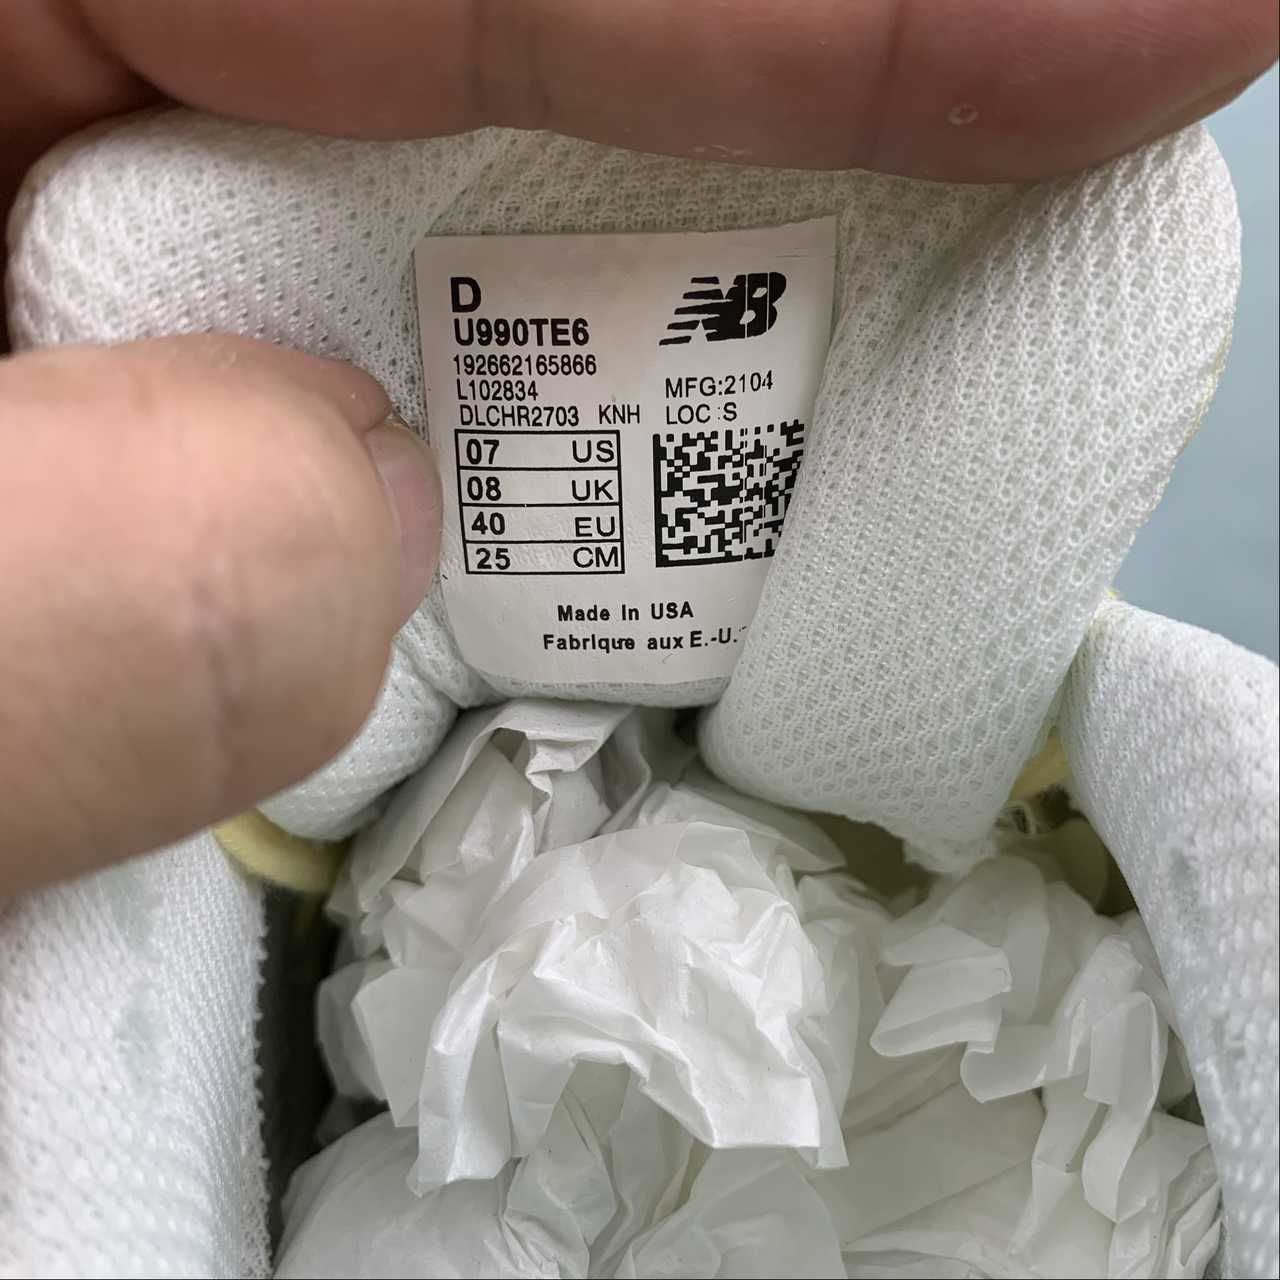 D
NB
U990TE6
192662165866
L102834
MFG:2104
DLCHR2703 KNH
LOC:S
07 US
08 UK
40 EU
25 CM
Made In USA
Fabrique aux E.-U.